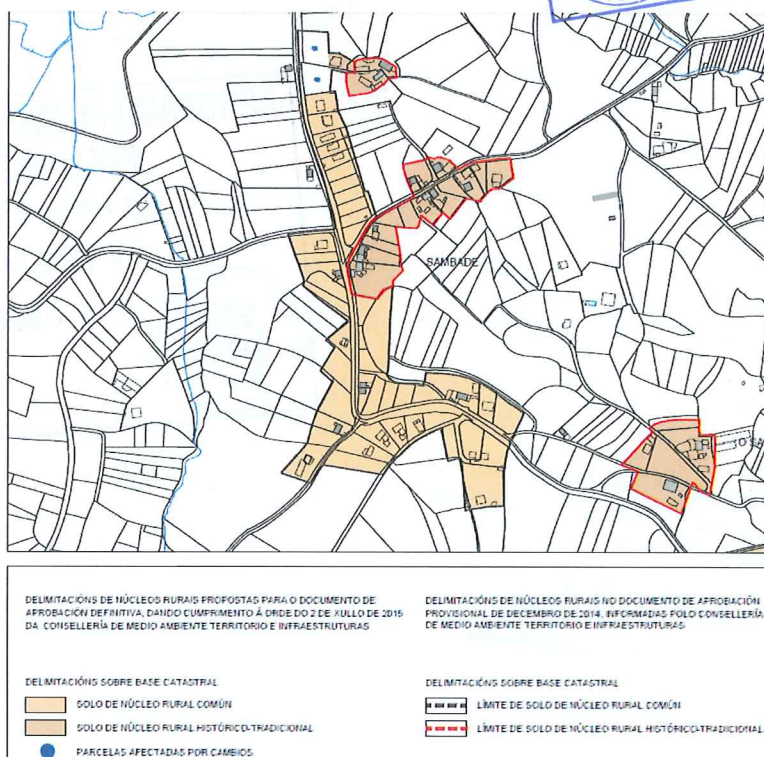 SAMBADE
DELIMITACIÓNS DE NÚCLEOS RURAIS PROPOSTAS PARA O DOCUMENTO DE
APROBACIÓN DEFINITIVA, DANDO CUMPRIMENTO Á ORDE DO 2 DE XULLO DE 2015
DA CONSELLERÍA DE MEDIO AMBIENTE TERRITORIO E INFRAESTRUTURAS
DELIMITACIÓNS SOBRE BASE CATASTRAL
SOLO DE NÚCLEO RURAL COMÚN
SOLO DE NÚCLEO RURAL HISTÓRICO-TRADICIONAL
PARCELAS AFECTADAS POR CAMBIOS
DELIMITACIÓNS DE NÚCLEOS RURAIS NO DOCUMENTO DE APROBACIÓN
PROVISIONAL DE DECEMBRO DE 2014, INFORMADAS POLO CONSELLERÍA
DE MEDIO AMBIENTE TERRITORIO E INFRAESTRUTURAS
DELIMITACIÓNS SOBRE BASE CATASTRAL
LÍMITE DE SOLO DE NÚCLEO RURAL COMÚN
LÍMITE DE SOLO DE NÚCLEO RURAL HISTÓRICO-TRADICIONAL